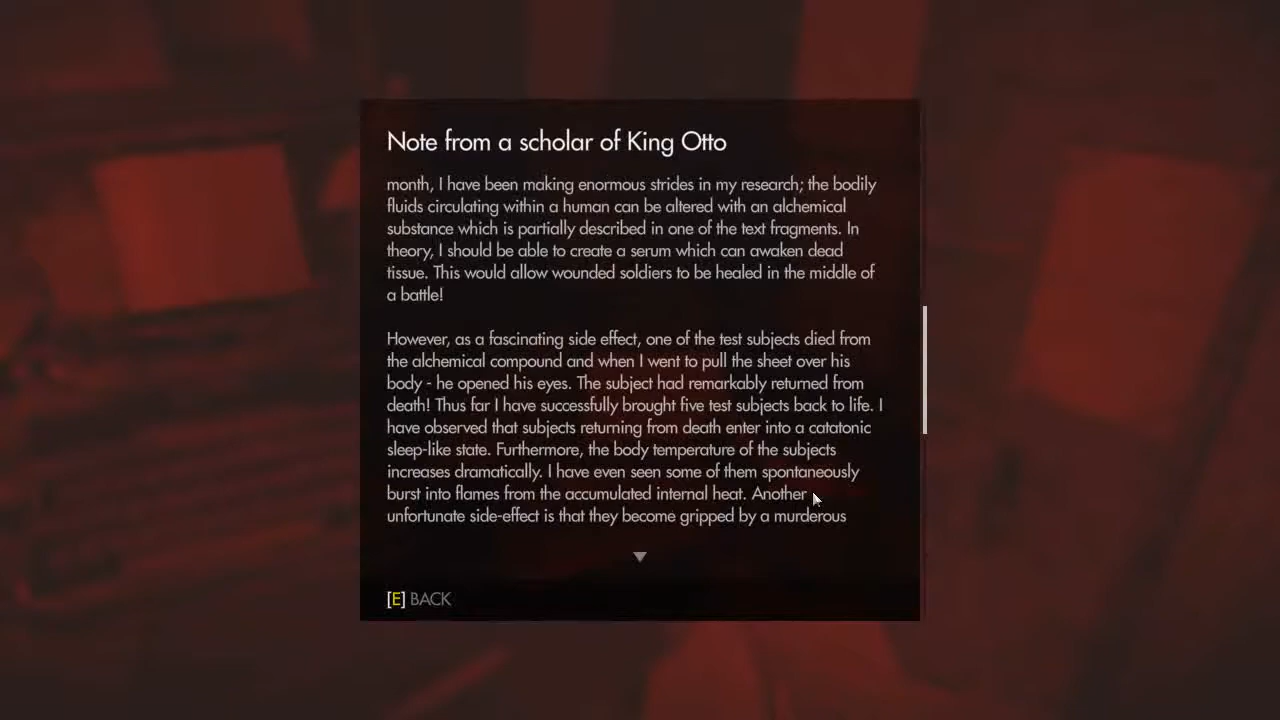 Note from a scholar of King Otto
month, I have been making enormous strides in my research; the bodily
fluids circulating within a human can be altered with an alchemical
substance which is partially described in one of the text fragments. In
theory, I should be able to create a serum which can awaken dead
tissue. This would allow wounded soldiers to be healed in the middle of
a battle!
However, as a fascinating side effect, one of the test subjects died from
the alchemical compound and when I went to pull the sheet over his
body - he opened his eyes. The subject had remarkably returned from
death! Thus far I have successfully brought five test subjects back to life. I
have observed that subjects returning from death enter into a catatonic
sleep-like state. Furthermore, the body temperature of the subjects
increases dramatically. I have even seen some of them spontaneously
burst into flames from the accumulated internal heat. Another
unfortunate side-effect is that they become gripped by a murderous
[E] BACK